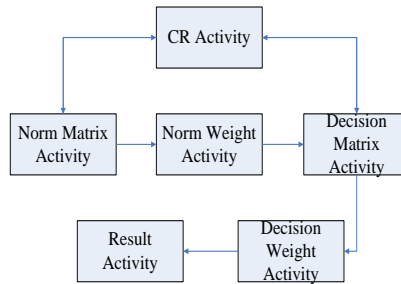 CR Activity
Norm Matrix
Activity
Norm Weight
Activity
Decision
Matrix
Activity
Result
Activity
Decision
Weight
Activity